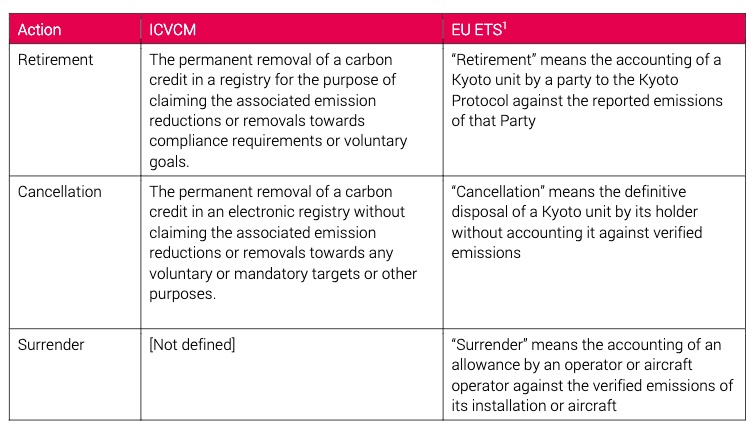 Action ICVCM EU ETS¹
Retirement
The permanent removal of a carbon
credit in a registry for the purpose of
claiming the associated emission
reductions or removals towards
compliance requirements or voluntary
goals.
“Retirement” means the accounting of a
Kyoto unit by a party to the Kyoto
Protocol against the reported emissions
of that Party
Cancellation
The permanent removal of a carbon
credit in an electronic registry without
claiming the associated emission
reductions or removals towards any
voluntary or mandatory targets or other
purposes.
“Cancellation” means the definitive
disposal of a Kyoto unit by its holder
without accounting it against verified
emissions
Surrender
[Not defined]
“Surrender” means the accounting of an
allowance by an operator or aircraft
operator against the verified emissions of
its installation or aircraft